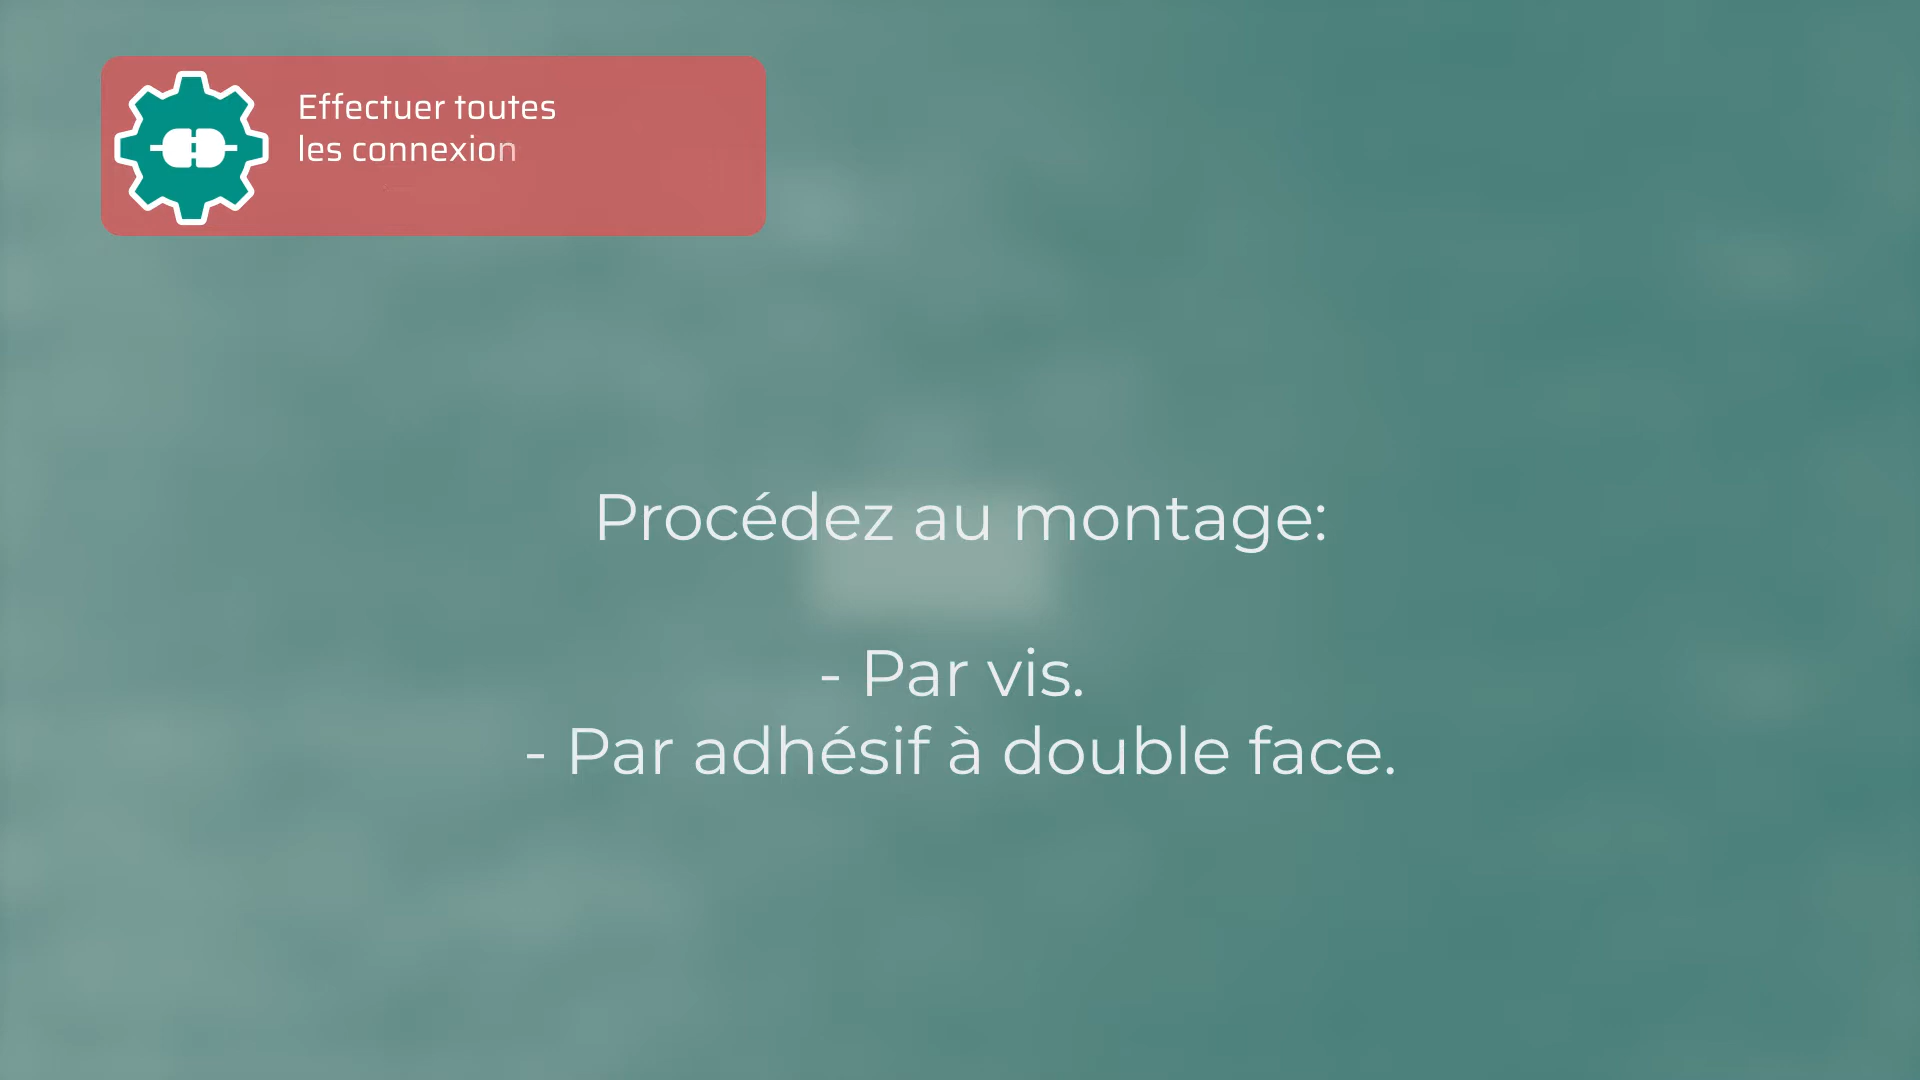 Effectuer toutes
les connexion
Procédez au montage:
- Par vis.
- Par adhésif à double face.